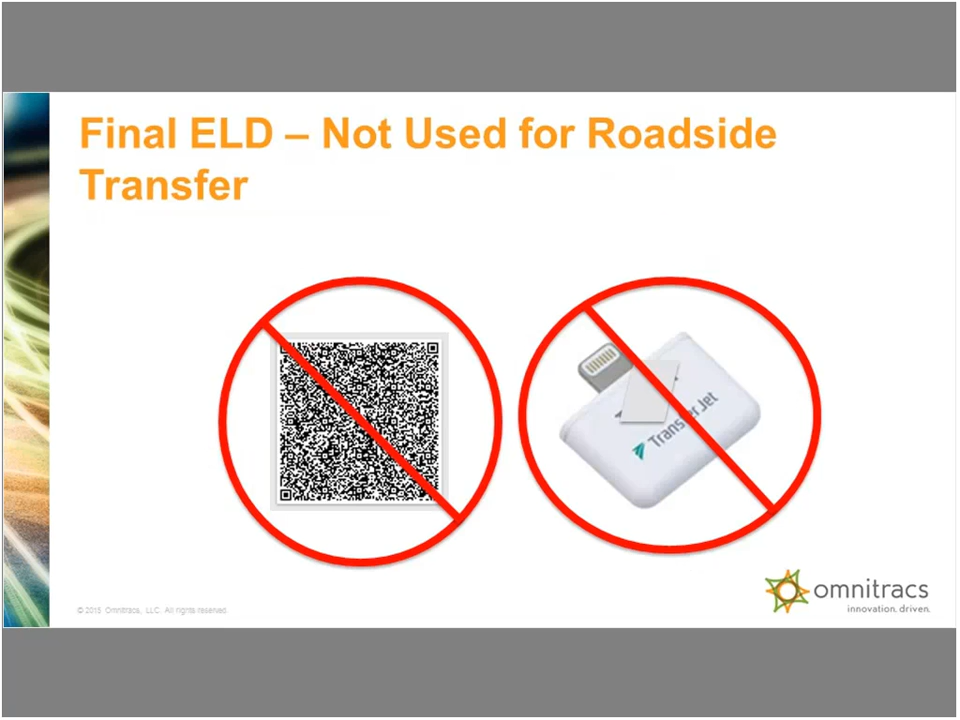 Final ELD – Not Used for Roadside
Transfer
TransferJet
© 2015 Omnitracs, LLC. All rights reserved
omnitracs
innovation. driven.